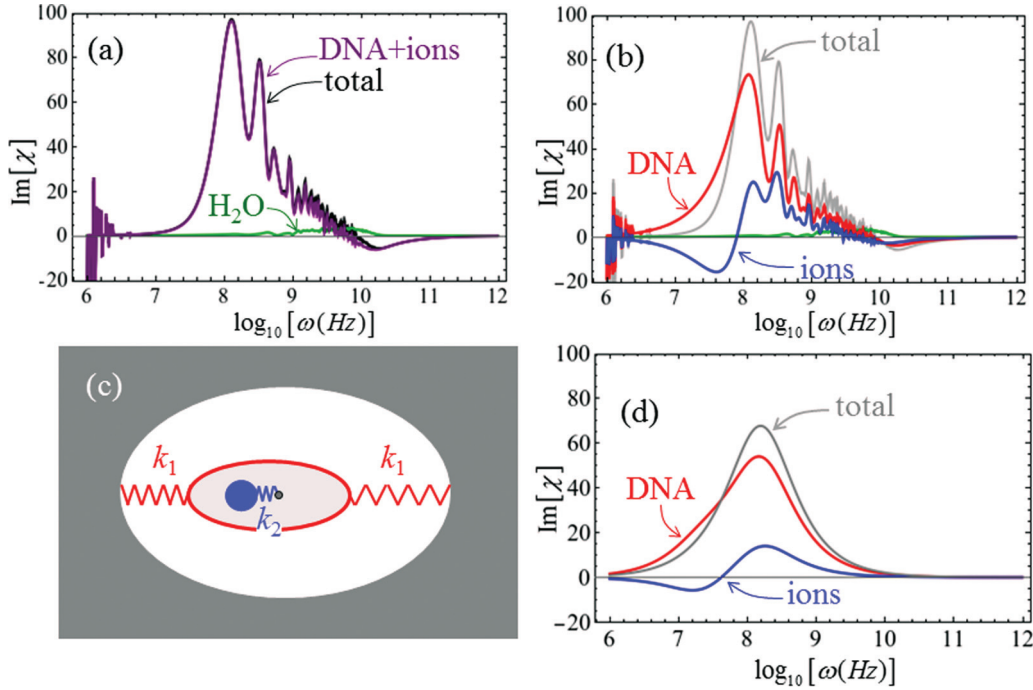 (a)
DNA+ions
total
H₂O
Im[χ]
100
80
60
40
20
0
-20
6 7 8 9 10 11 12
log₁₀[ω(Hz)]
(b)
total
DNA
ions
Im[χ]
100
80
60
40
20
0
-20
6 7 8 9 10 11 12
log₁₀[ω(Hz)]
(c)
k₁ k₁
k₂
(d)
total
DNA
ions
Im[χ]
100
80
60
40
20
0
-20
6 7 8 9 10 11 12
log₁₀[ω(Hz)]